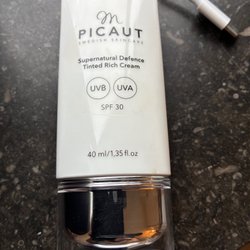 m
PICAUT
SWEDISH SKINCARE
Supernatural Defence
Tinted Rich Cream
UVB UVA
SPF 30
40 ml/1,35 fl.oz